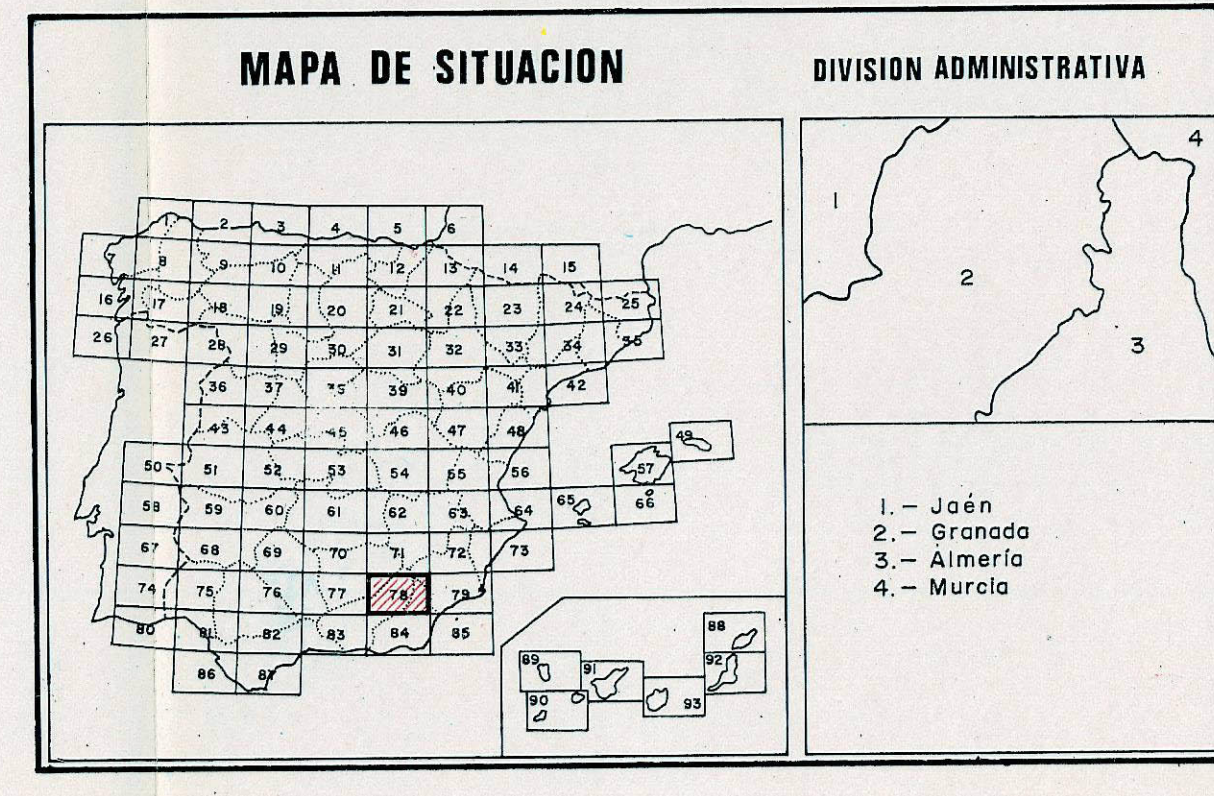 MAPA DE SITUACION
DIVISION ADMINISTRATIVA
1 2 3 4 5 6
8 9 10 11 12 13 14 15
16 17 18 19 20 21 22 23 24 25
26 27 28 29 30 31 32 33 34 35
36 37 39 40 41 42
43 44 45 46 47 48 49
50 51 52 53 54 55 56 57
58 59 60 61 62 63 64 65 66
67 68 69 70 71 72 73
74 75 76 77 78 79
80 81 82 83 84 85
86 87
88
89 91 92
90 93
1
2
3
4
1.- Jaén
2.- Granada
3.- Almería
4.- Murcia